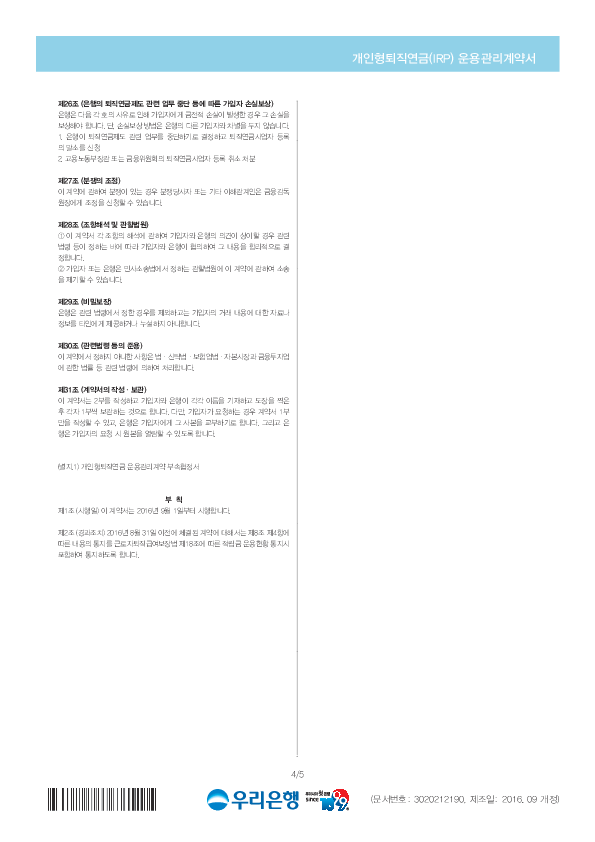 개인형퇴직연금(IRP) 운용관리계약서
제26조 (은행의 퇴직연금제도 관련 업무 중단 등에 따른 가입자 손실보상)
은행은 다음 각 호의 사유로 인해 가입자에게 금전적 손실이 발생한 경우 그 손실을
보상해야 합니다. 단, 손실보상 방법은 은행의 다른 가입자와 차별을 두지 않습니다.
1. 은행이 퇴직연금제도 관련 업무를 중단하기로 결정하고 퇴직연금사업자 등록
의 말소를 신청
2. 고용노동부장관 또는 금융위원회의 퇴직연금사업자 등록 취소 처분
제27조 (분쟁의 조정)
이 계약에 관하여 분쟁이 있는 경우 분쟁당사자 또는 기타 이해관계인은 금융감독
원장에게 조정을 신청할 수 있습니다.
제28조 (조항해석 및 관할법원)
① 이 계약서 각 조항의 해석에 관하여 가입자와 은행의 의견이 상이할 경우 관련
법령 등이 정하는 바에 따라 가입자와 은행이 협의하여 그 내용을 합리적으로 결
정합니다.
② 가입자 또는 은행은 민사소송법에서 정하는 관할법원에 이 계약에 관하여 소송
을 제기할 수 있습니다.
제29조 (비밀보장)
은행은 관련 법령에서 정한 경우를 제외하고는 가입자의 거래 내용에 대한 자료나
정보를 타인에게 제공하거나 누설하지 아니합니다.
제30조 (관련법령 등의 준용)
이 계약에서 정하지 아니한 사항은 법 · 신탁법 · 보험업법 · 자본시장과 금융투자업
에 관한 법률 등 관련 법령에 의하여 처리합니다.
제31조 (계약서의 작성 · 보관)
이 계약서는 2부를 작성하고 가입자와 은행이 각각 이름을 기재하고 도장을 찍은
후 각자 1부씩 보관하는 것으로 합니다. 다만, 가입자가 요청하는 경우 계약서 1부
만을 작성할 수 있고, 은행은 가입자에게 그 사본을 교부하기로 합니다. 그리고 은
행은 가입자의 요청 시 원본을 열람할 수 있도록 합니다.
(별지.1) 개인형퇴직연금 운용관리계약 부속협정서
부 칙
제1조 (시행일) 이 계약서는 2016년 9월 1일부터 시행합니다.
제2조 (경과조치) 2016년 8월 31일 이전에 체결된 계약에 대해서는 제8조 제4항에
따른 내용의 통지를 근로자퇴직급여보장법 제18조에 따른 적립금 운용현황 통지시
포함하여 통지하도록 합니다.
4/5
우리은행
since 1899
(문서번호 : 3020212190, 제조일: 2016. 09 개정)